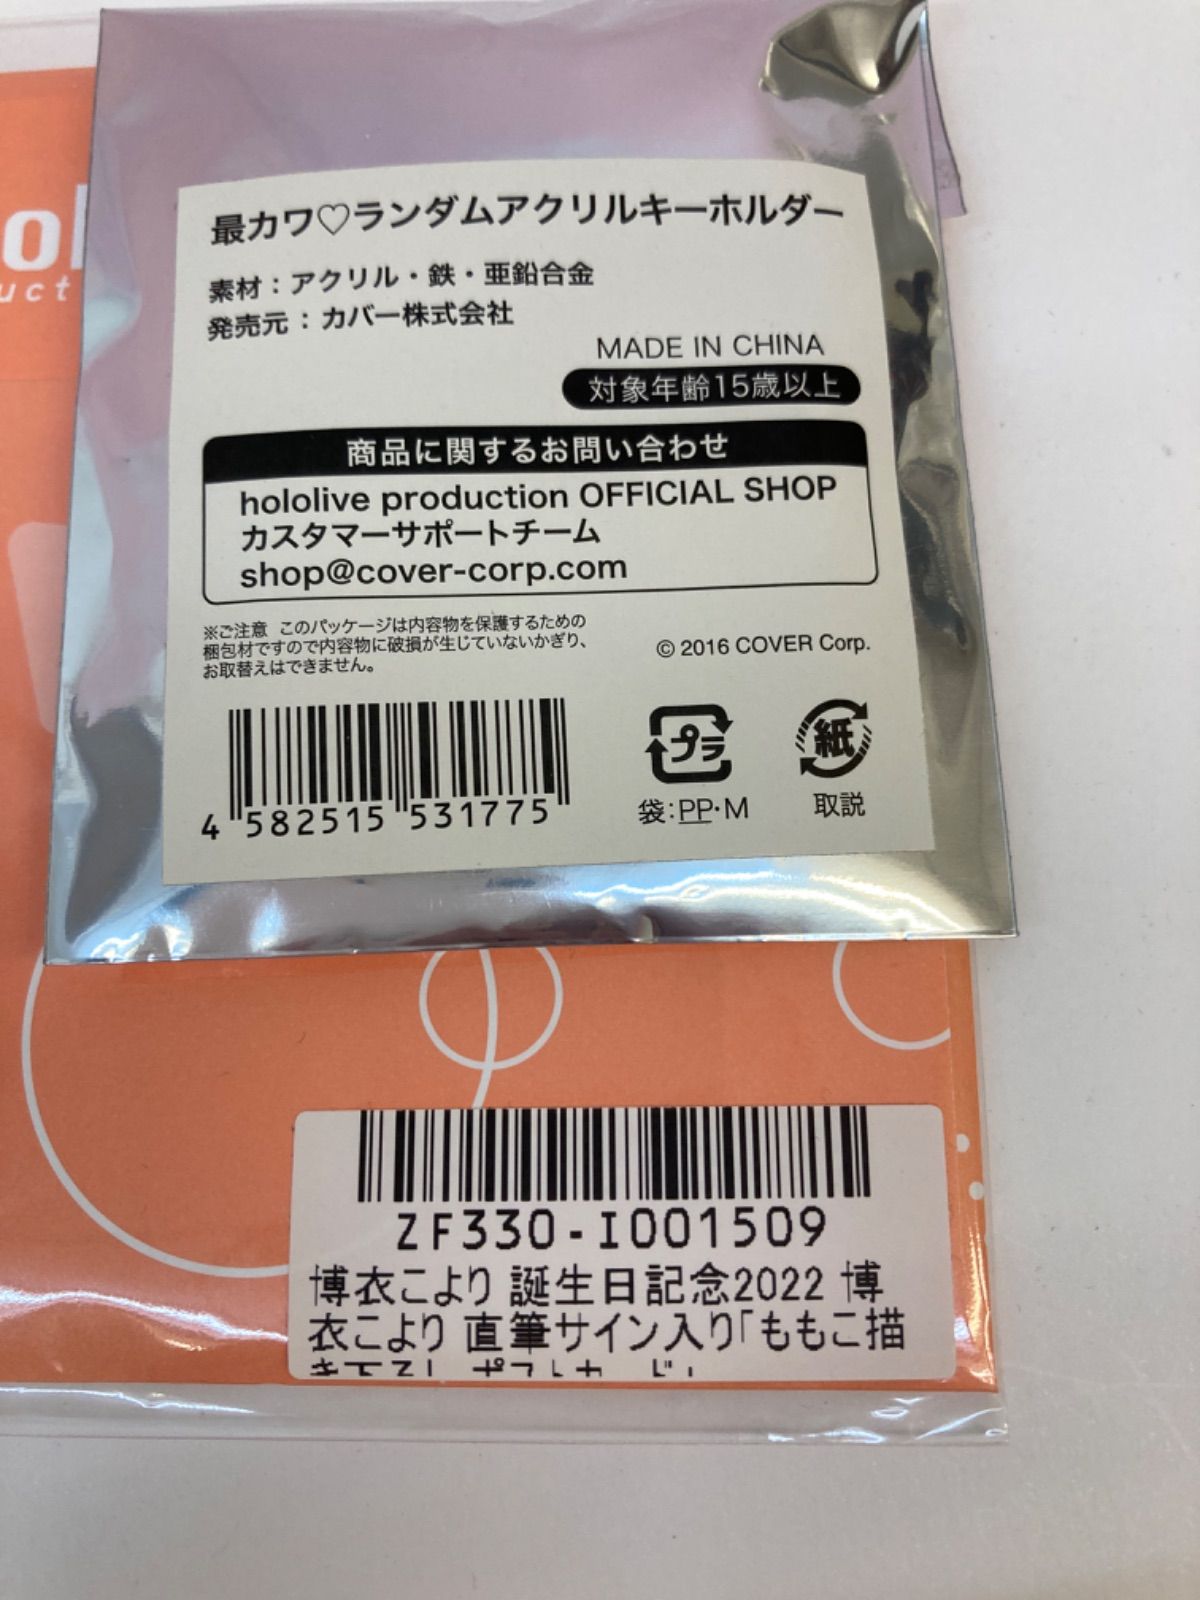 ol
uct
最カワ♡ランダムアクリルキーホルダー
素材：アクリル・鉄・亜鉛合金
発売元：カバー株式会社
MADE IN CHINA
対象年齢15歳以上
商品に関するお問い合わせ
hololive production OFFICIAL SHOP
カスタマーサポートチーム
shop@cover-corp.com
※ご注意 このパッケージは内容物を保護するための
梱包材ですので内容物に破損が生じていないかぎり、
お取替えはできません。
© 2016 COVER Corp.
4 582515 531775
プラ
袋:PP・M
紙
取説
ZF330-I001509
博衣こより 誕生日記念2022 博
衣こより 直筆サイン入り「ももこ描